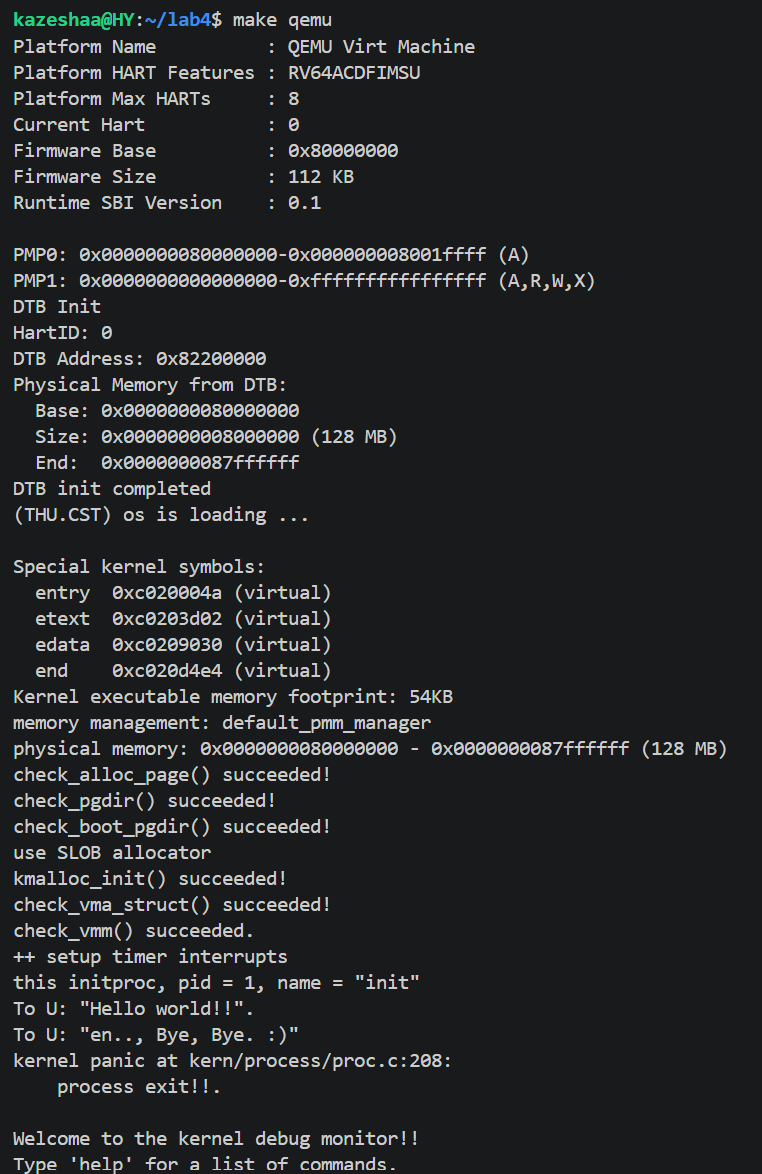 kazeshaa@HY:~/lab4$ make qemu
Platform Name          : QEMU Virt Machine
Platform HART Features : RV64ACDFIMSU
Platform Max HARTs     : 8
Current Hart           : 0
Firmware Base          : 0x80000000
Firmware Size          : 112 KB
Runtime SBI Version    : 0.1

PMP0: 0x0000000080000000-0x000000008001ffff (A)
PMP1: 0x0000000000000000-0xffffffffffffffff (A,R,W,X)
DTB Init
HartID: 0
DTB Address: 0x82200000
Physical Memory from DTB:
  Base: 0x0000000080000000
  Size: 0x0000000008000000 (128 MB)
  End:  0x0000000087ffffff
DTB init completed
(THU.CST) os is loading ...

Special kernel symbols:
  entry  0xc020004a (virtual)
  etext  0xc0203d02 (virtual)
  edata  0xc0209030 (virtual)
  end    0xc020d4e4 (virtual)
Kernel executable memory footprint: 54KB
memory management: default_pmm_manager
physical memory: 0x0000000080000000 - 0x0000000087ffffff (128 MB)
check_alloc_page() succeeded!
check_pgdir() succeeded!
check_boot_pgdir() succeeded!
use SLOB allocator
kmalloc_init() succeeded!
check_vma_struct() succeeded!
check_vmm() succeeded.
++ setup timer interrupts
this initproc, pid = 1, name = "init"
To U: "Hello world!!".
To U: "en.., Bye, Bye. :)"
kernel panic at kern/process/proc.c:208:
    process exit!!.

Welcome to the kernel debug monitor!!
Type 'help' for a list of commands.